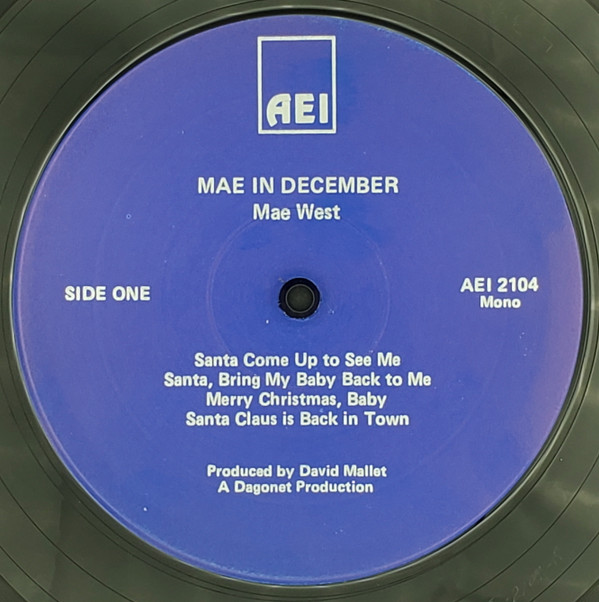 AEI
MAE IN DECEMBER
Mae West
SIDE ONE
AEI 2104
Mono
Santa Come Up to See Me
Santa, Bring My Baby Back to Me
Merry Christmas, Baby
Santa Claus is Back in Town
Produced by David Mallet
A Dagonet Production